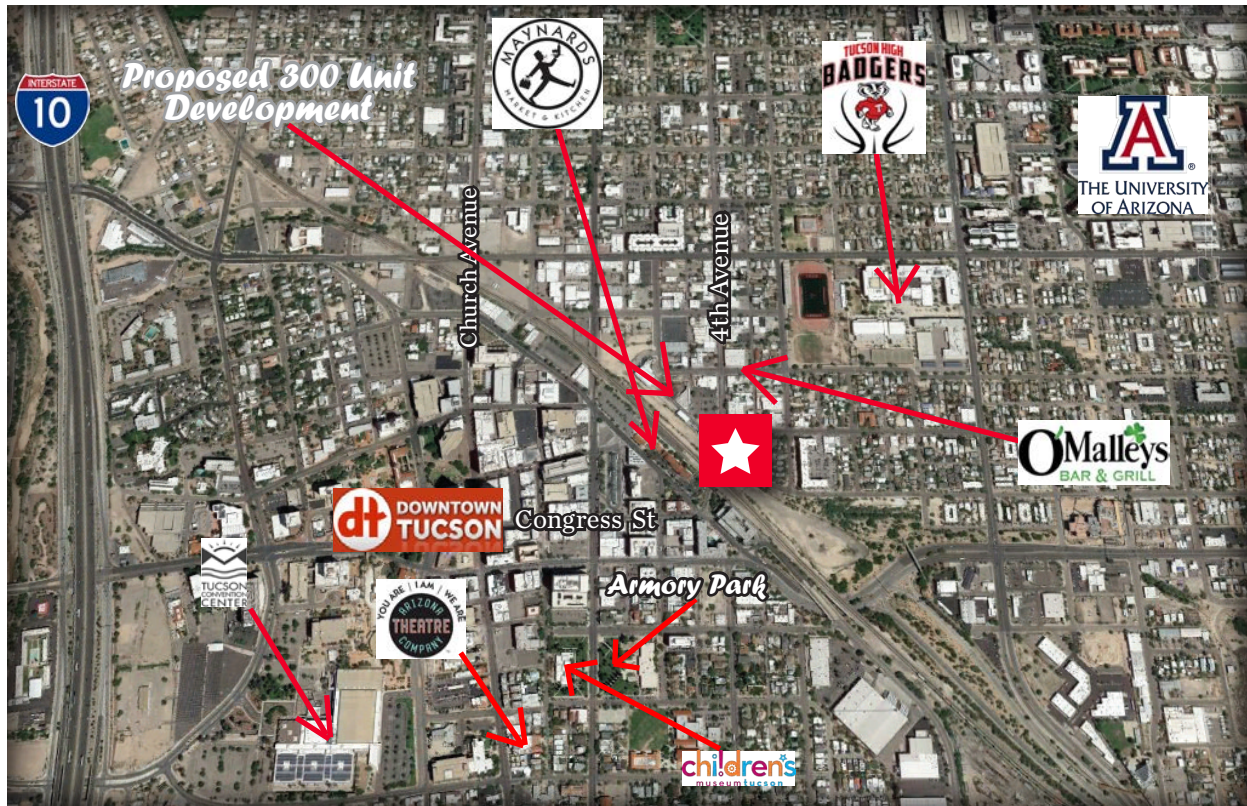 INTERSTATE
10
Proposed 300 Unit
Development
MAYNARDS
MARKET & KITCHEN
TUCSON HIGH
BADGERS
A
®
THE UNIVERSITY
OF ARIZONA
Church Avenue
4th Avenue
O'Malleys
BAR & GRILL
dt DOWNTOWN
TUCSON
Congress St
TUCSON
CONVENTION
CENTER
YOU ARE | I AM | WE ARE
ARIZONA
THEATRE
COMPANY
Armory Park
children's
museum tucson